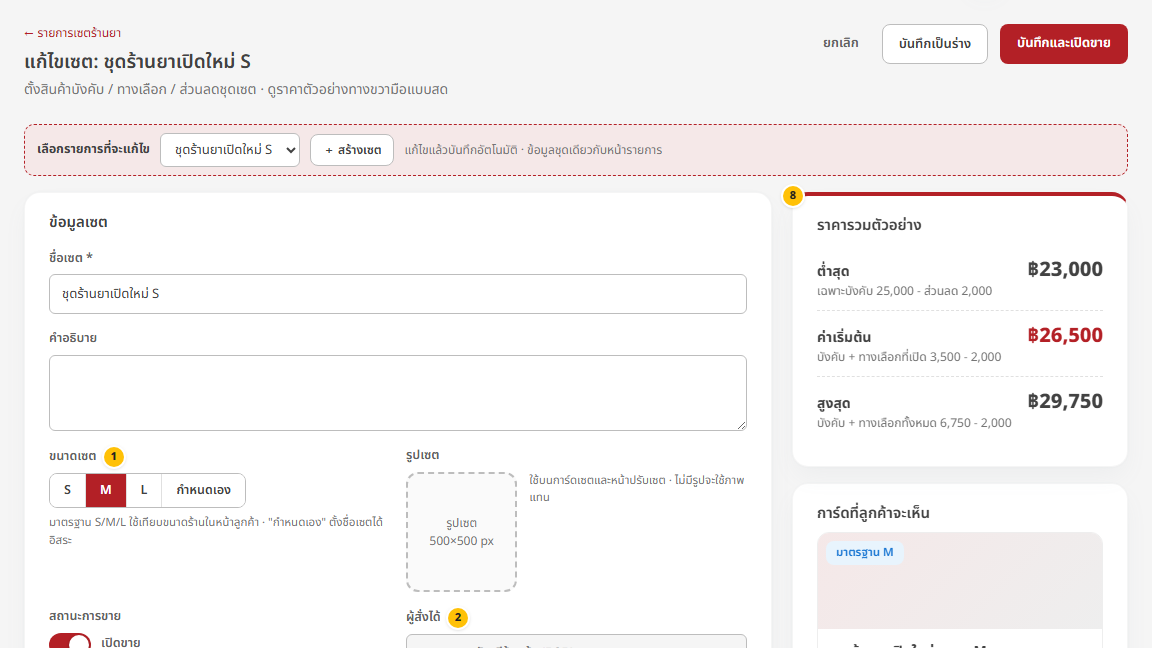 ← รายการเซตร้านยา
แก้ไขเซต: ชุดร้านยาเปิดใหม่ S
ตั้งสินค้าบังคับ / ทางเลือก / ส่วนลดชุดเซต · ดูราคาตัวอย่างทางขวามือแบบสด
ยกเลิก
บันทึกเป็นร่าง
บันทึกและเปิดขาย
เลือกรายการที่จะแก้ไข
ชุดร้านยาเปิดใหม่ S
+ สร้างเซต
แก้ไขแล้วบันทึกอัตโนมัติ · ข้อมูลชุดเดียวกับหน้ารายการ
ข้อมูลเซต
ชื่อเซต *
ชุดร้านยาเปิดใหม่ S
คำอธิบาย
ขนาดเซต 1
S M L กำหนดเอง
มาตรฐาน S/M/L ใช้เทียบขนาดร้านในหน้าลูกค้า · "กำหนดเอง" ตั้งชื่อเซตได้
อิสระ
รูปเซต
รูปเซต
500×500 px
ใช้บนการ์ดเซตและหน้าปรับเซต · ไม่มีรูปจะใช้ภาพ
แทน
สถานะการขาย
เปิดขาย
ผู้สั่งได้ 2
8
ราคารวมตัวอย่าง
ต่ำสุด
฿23,000
เฉพาะบังคับ 25,000 - ส่วนลด 2,000
ค่าเริ่มต้น
฿26,500
บังคับ + ทางเลือกที่เปิด 3,500 - 2,000
สูงสุด
฿29,750
บังคับ + ทางเลือกทั้งหมด 6,750 - 2,000
การ์ดที่ลูกค้าจะเห็น
มาตรฐาน M